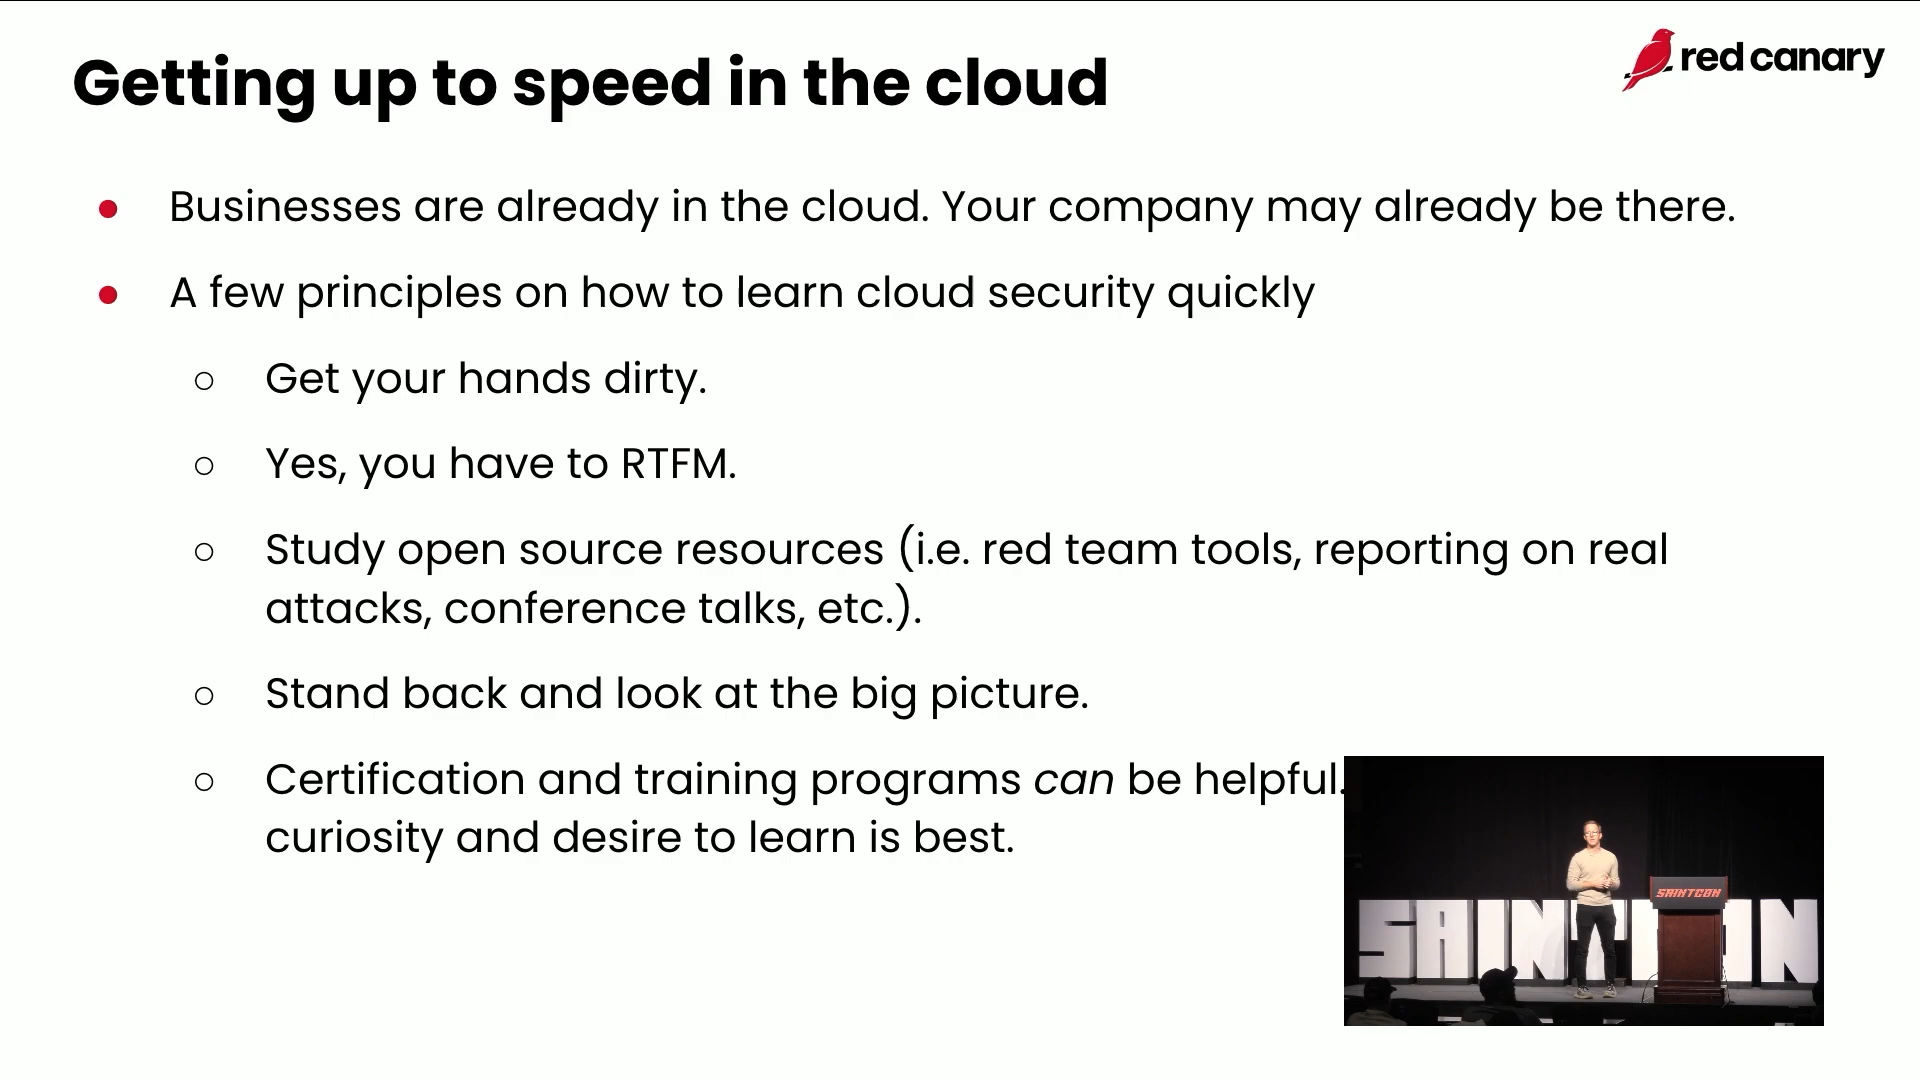 Getting up to speed in the cloud
red canary
● Businesses are already in the cloud. Your company may already be there.
● A few principles on how to learn cloud security quickly
○ Get your hands dirty.
○ Yes, you have to RTFM.
○ Study open source resources (i.e. red team tools, reporting on real
attacks, conference talks, etc.).
○ Stand back and look at the big picture.
○ Certification and training programs can be helpful.
curiosity and desire to learn is best.
SAINTCON
SAINTCON